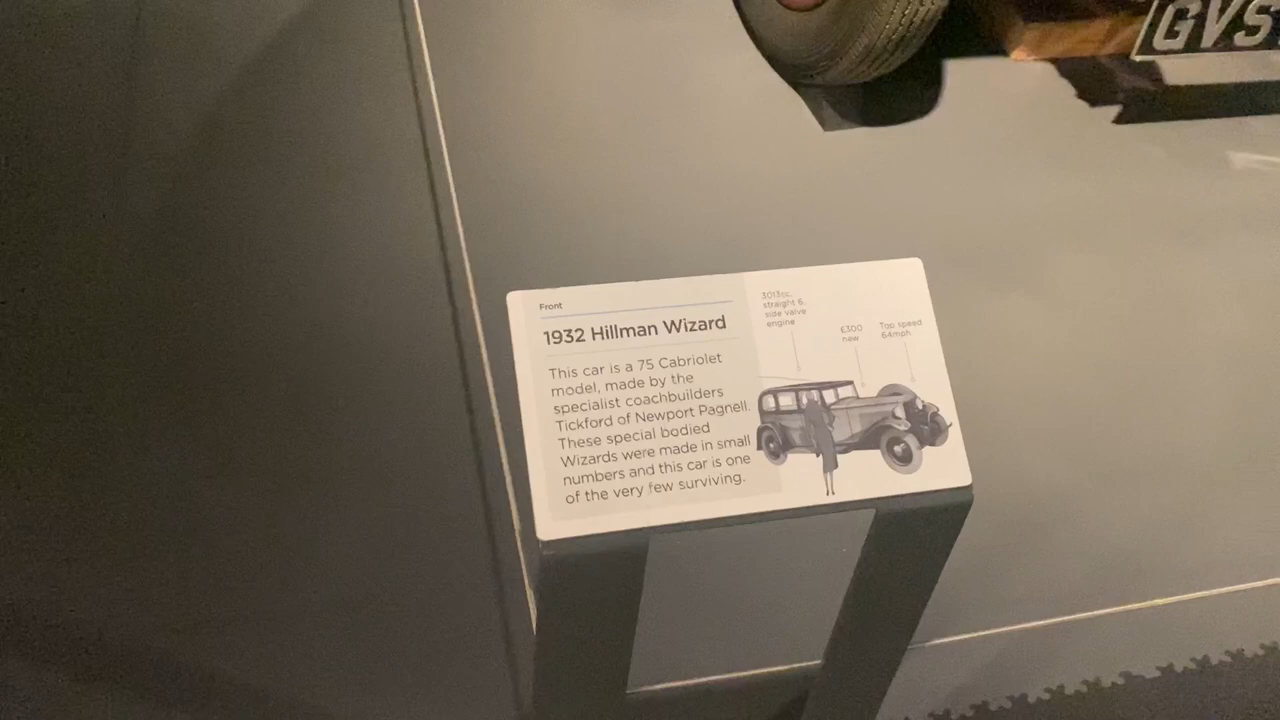 GVS
Front
1932 Hillman Wizard
This car is a 75 Cabriolet
model, made by the
specialist coachbuilders
Tickford of Newport Pagnell.
These special bodied
Wizards were made in small
numbers and this car is one
of the very few surviving.
3013cc,
straight 6,
side valve
engine
£300
new
Top speed
64mph